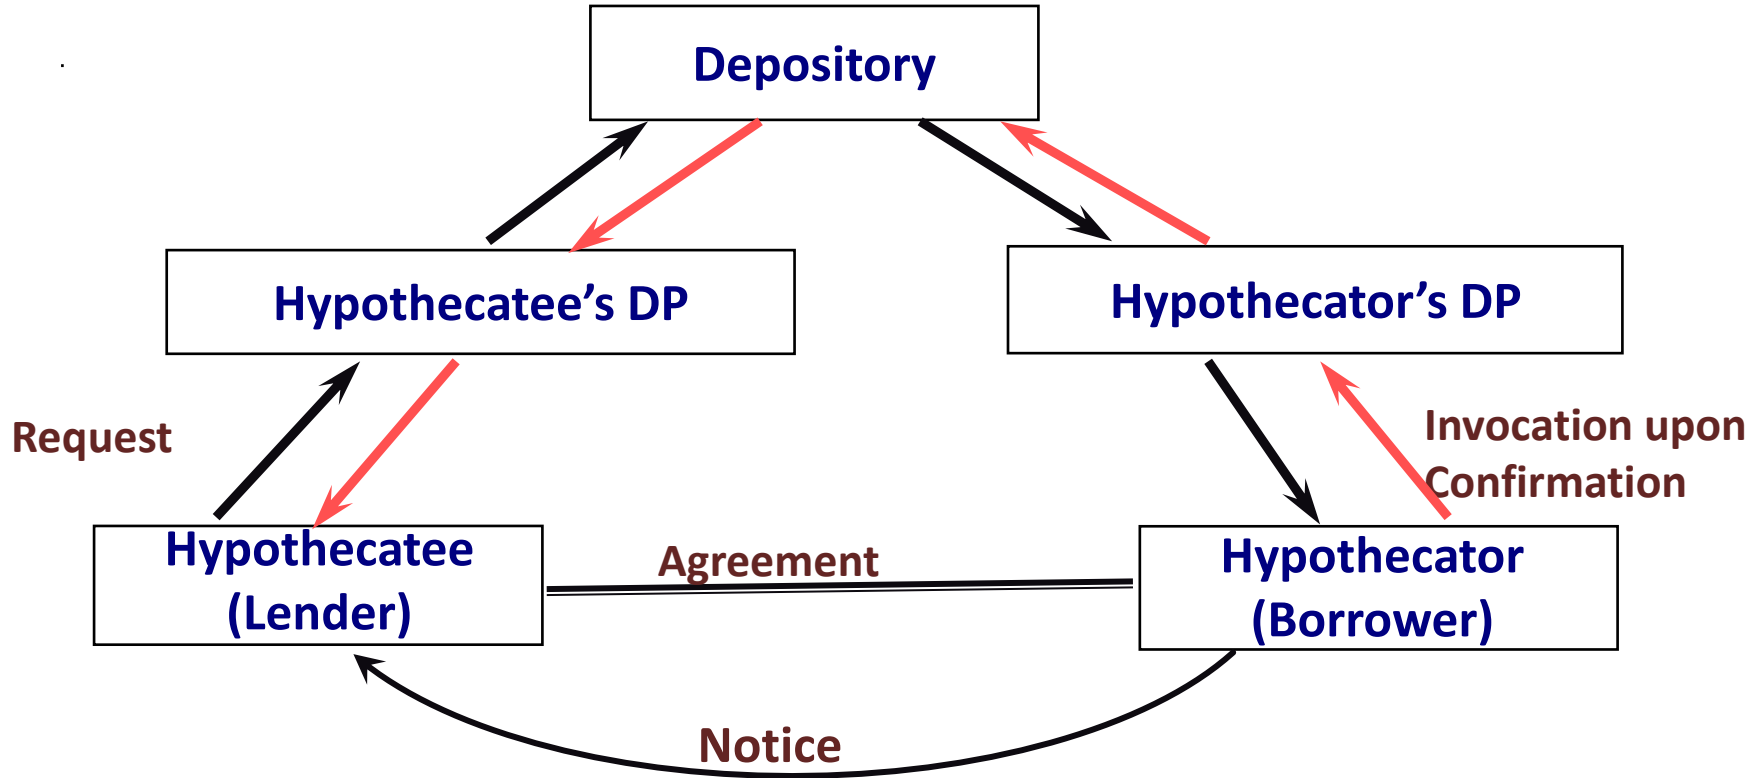 Depository
Hypothecatee’s DP
Hypothecator’s DP
Request
Invocation upon
Confirmation
Hypothecatee
(Lender)
Agreement
Hypothecator
(Borrower)
Notice